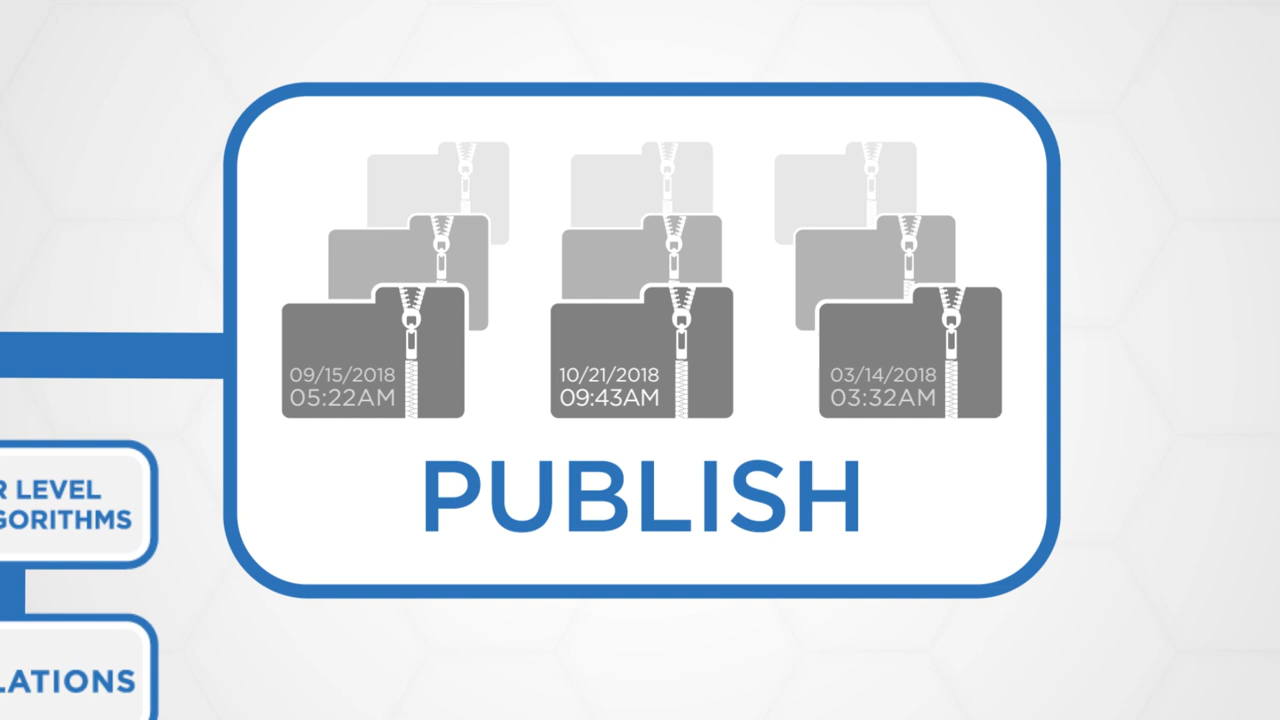 09/15/2018
05:22AM
10/21/2018
09:43AM
03/14/2018
03:32AM
PUBLISH
R LEVEL
GORITHMS
LATIONS